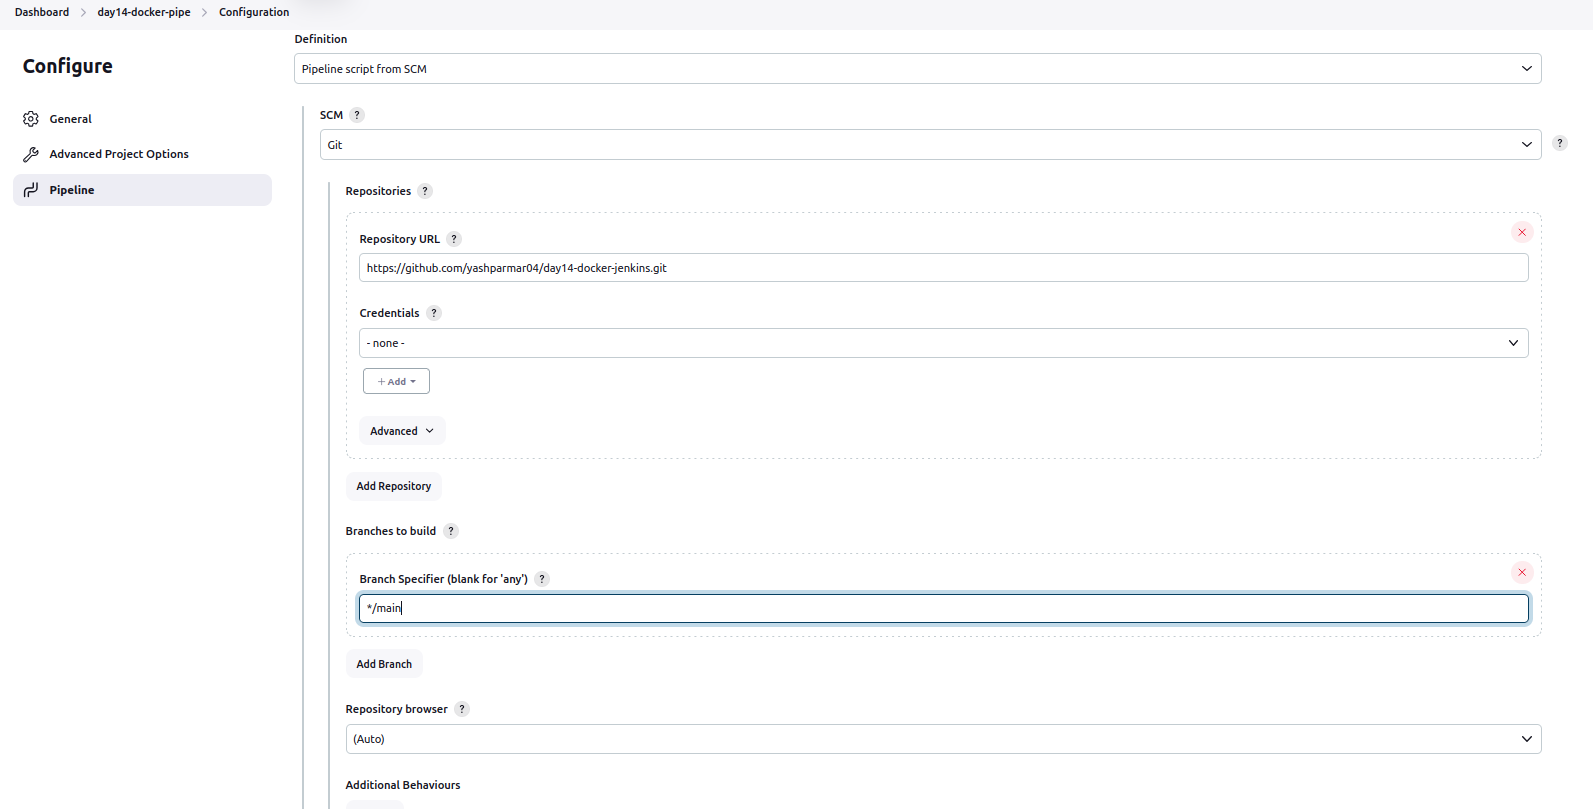 Dashboard > day14-docker-pipe > Configuration
Configure
General
Advanced Project Options
Pipeline
Definition
Pipeline script from SCM
SCM ?
Git
?
Repositories ?
Repository URL ?
https://github.com/yashparmar04/day14-docker-jenkins.git
Credentials ?
- none -
+ Add
Advanced
Add Repository
Branches to build ?
Branch Specifier (blank for 'any') ?
*/main
Add Branch
Repository browser ?
(Auto)
Additional Behaviours